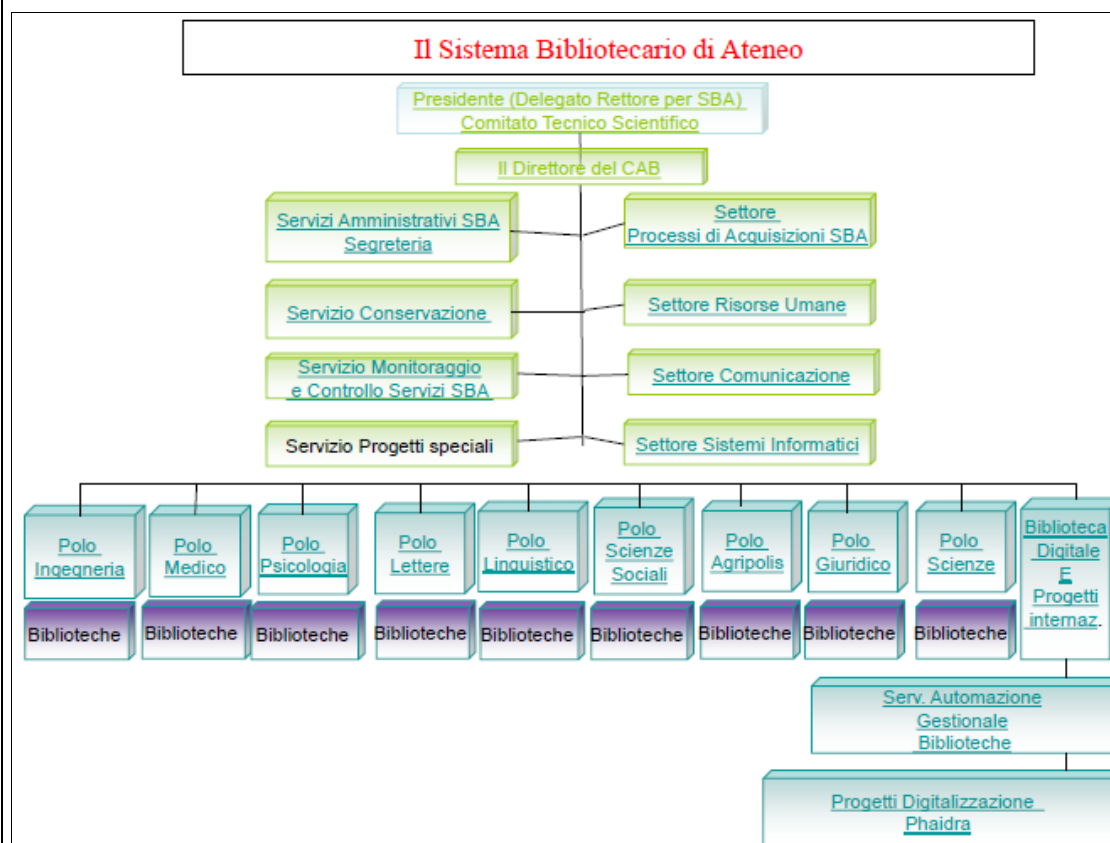 Il Sistema Bibliotecario di Ateneo
Presidente (Delegato Rettore per SBA)
Comitato Tecnico Scientifico
Il Direttore del CAB
Servizi Amministrativi SBA
Segreteria
Settore
Processi di Acquisizioni SBA
Servizio Conservazione
Settore Risorse Umane
Servizio Monitoraggio
e Controllo Servizi SBA
Settore Comunicazione
Servizio Progetti speciali
Settore Sistemi Informatici
Polo
Ingegneria
Polo
Medico
Polo
Psicologia
Polo
Lettere
Polo
Linguistico
Polo
Scienze
Sociali
Polo
Agripolis
Polo
Giuridico
Polo
Scienze
Biblioteca
Digitale
E
Progetti
internaz.
Biblioteche
Biblioteche
Biblioteche
Biblioteche
Biblioteche
Biblioteche
Biblioteche
Biblioteche
Biblioteche
Serv. Automazione
Gestionale
Biblioteche
Progetti Digitalizzazione
Phaidra